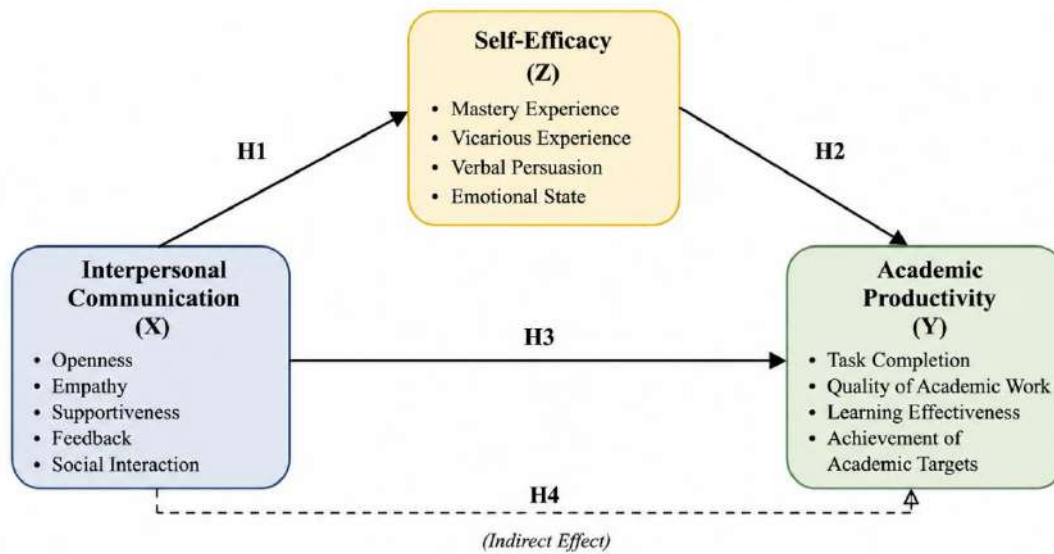 Self-Efficacy
(Z)
• Mastery Experience
• Vicarious Experience
• Verbal Persuasion
• Emotional State
H1
H2
Interpersonal
Communication
(X)
• Openness
• Empathy
• Supportiveness
• Feedback
• Social Interaction
H3
Academic
Productivity
(Y)
• Task Completion
• Quality of Academic Work
• Learning Effectiveness
• Achievement of
Academic Targets
H4
(Indirect Effect)